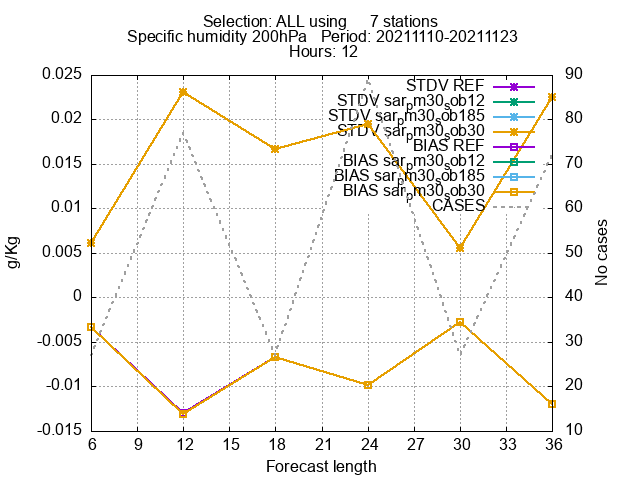 Selection: ALL using 7 stations
Specific humidity 200hPa Period: 20211110-20211123
Hours: 12
STDV REF
STDV sar_pm30_sob12
STDV sar_pm30_sob185
STDV sar_pm30_sob30
BIAS REF
BIAS sar_pm30_sob12
BIAS sar_pm30_sob185
BIAS sar_pm30_sob30
CASES
g/Kg
0.025
0.02
0.015
0.01
0.005
0
-0.005
-0.01
-0.015
90
80
70
60
50
40
30
20
10
No cases
6 9 12 15 18 21 24 27 30 33 36
Forecast length